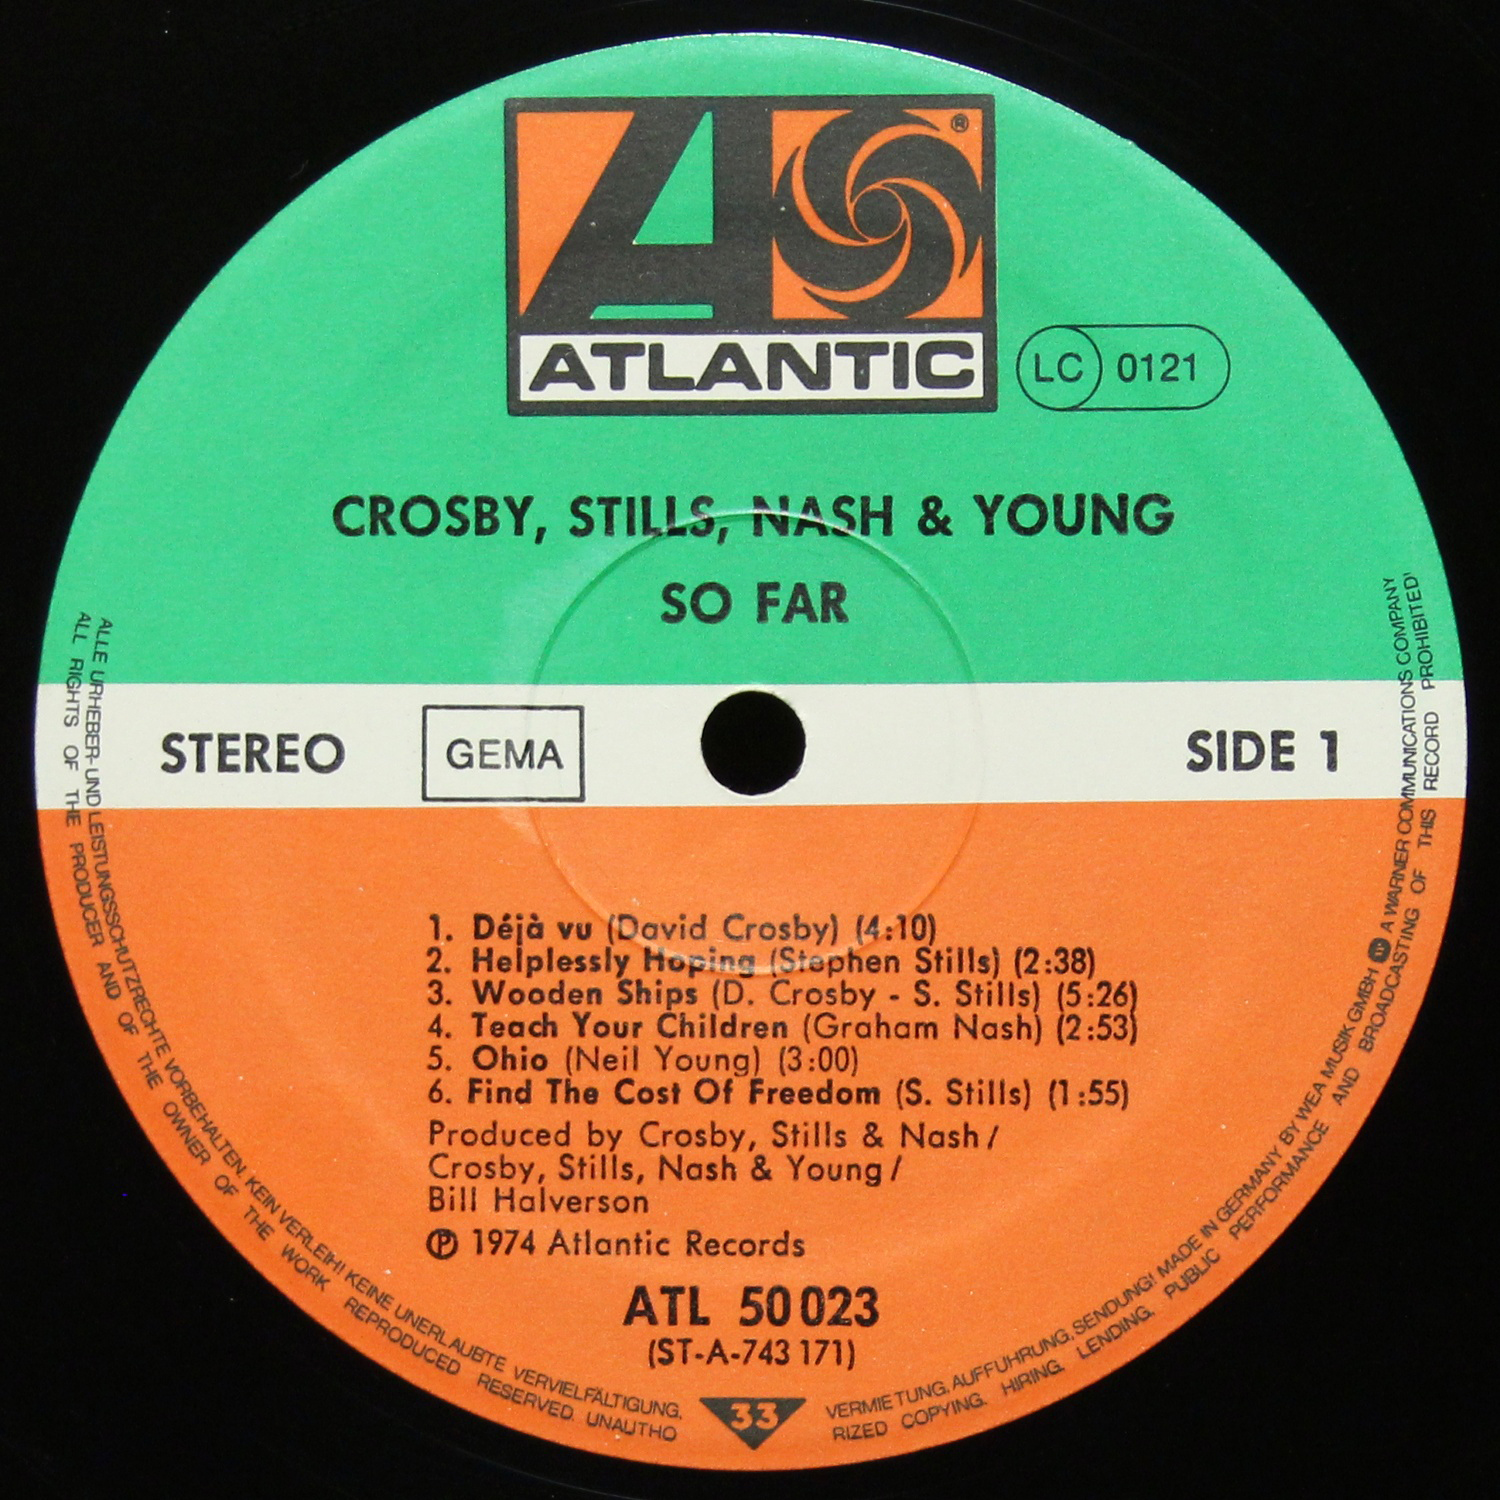 ®
ATLANTIC
LC 0121
CROSBY, STILLS, NASH & YOUNG
SO FAR
STEREO
GEMA
SIDE 1
1. Déjà vu (David Crosby) (4:10)
2. Helplessly Hoping (Stephen Stills) (2:38)
3. Wooden Ships (D. Crosby - S. Stills) (5:26)
4. Teach Your Children (Graham Nash) (2:53)
5. Ohio (Neil Young) (3:00)
6. Find The Cost Of Freedom (S. Stills) (1:55)
Produced by Crosby, Stills & Nash /
Crosby, Stills, Nash & Young /
Bill Halverson
℗ 1974 Atlantic Records
ATL 50 023
(ST-A-743 171)
33
ALLE URHEBER- UND LEISTUNGSSCHUTZRECHTE VORBEHALTEN. KEIN VERLEIH! KEINE UNERLAUBTE VERVIELFÄLTIGUNG, VERMIETUNG, AUFFÜHRUNG, SENDUNG! MADE IN GERMANY BY WEA MUSIK GMBH A WARNER COMMUNICATIONS COMPANY
ALL RIGHTS OF THE PRODUCER AND OF THE OWNER OF THE WORK REPRODUCED RESERVED. UNAUTHORIZED COPYING, HIRING, LENDING, PUBLIC PERFORMANCE AND BROADCASTING OF THIS RECORD PROHIBITED!